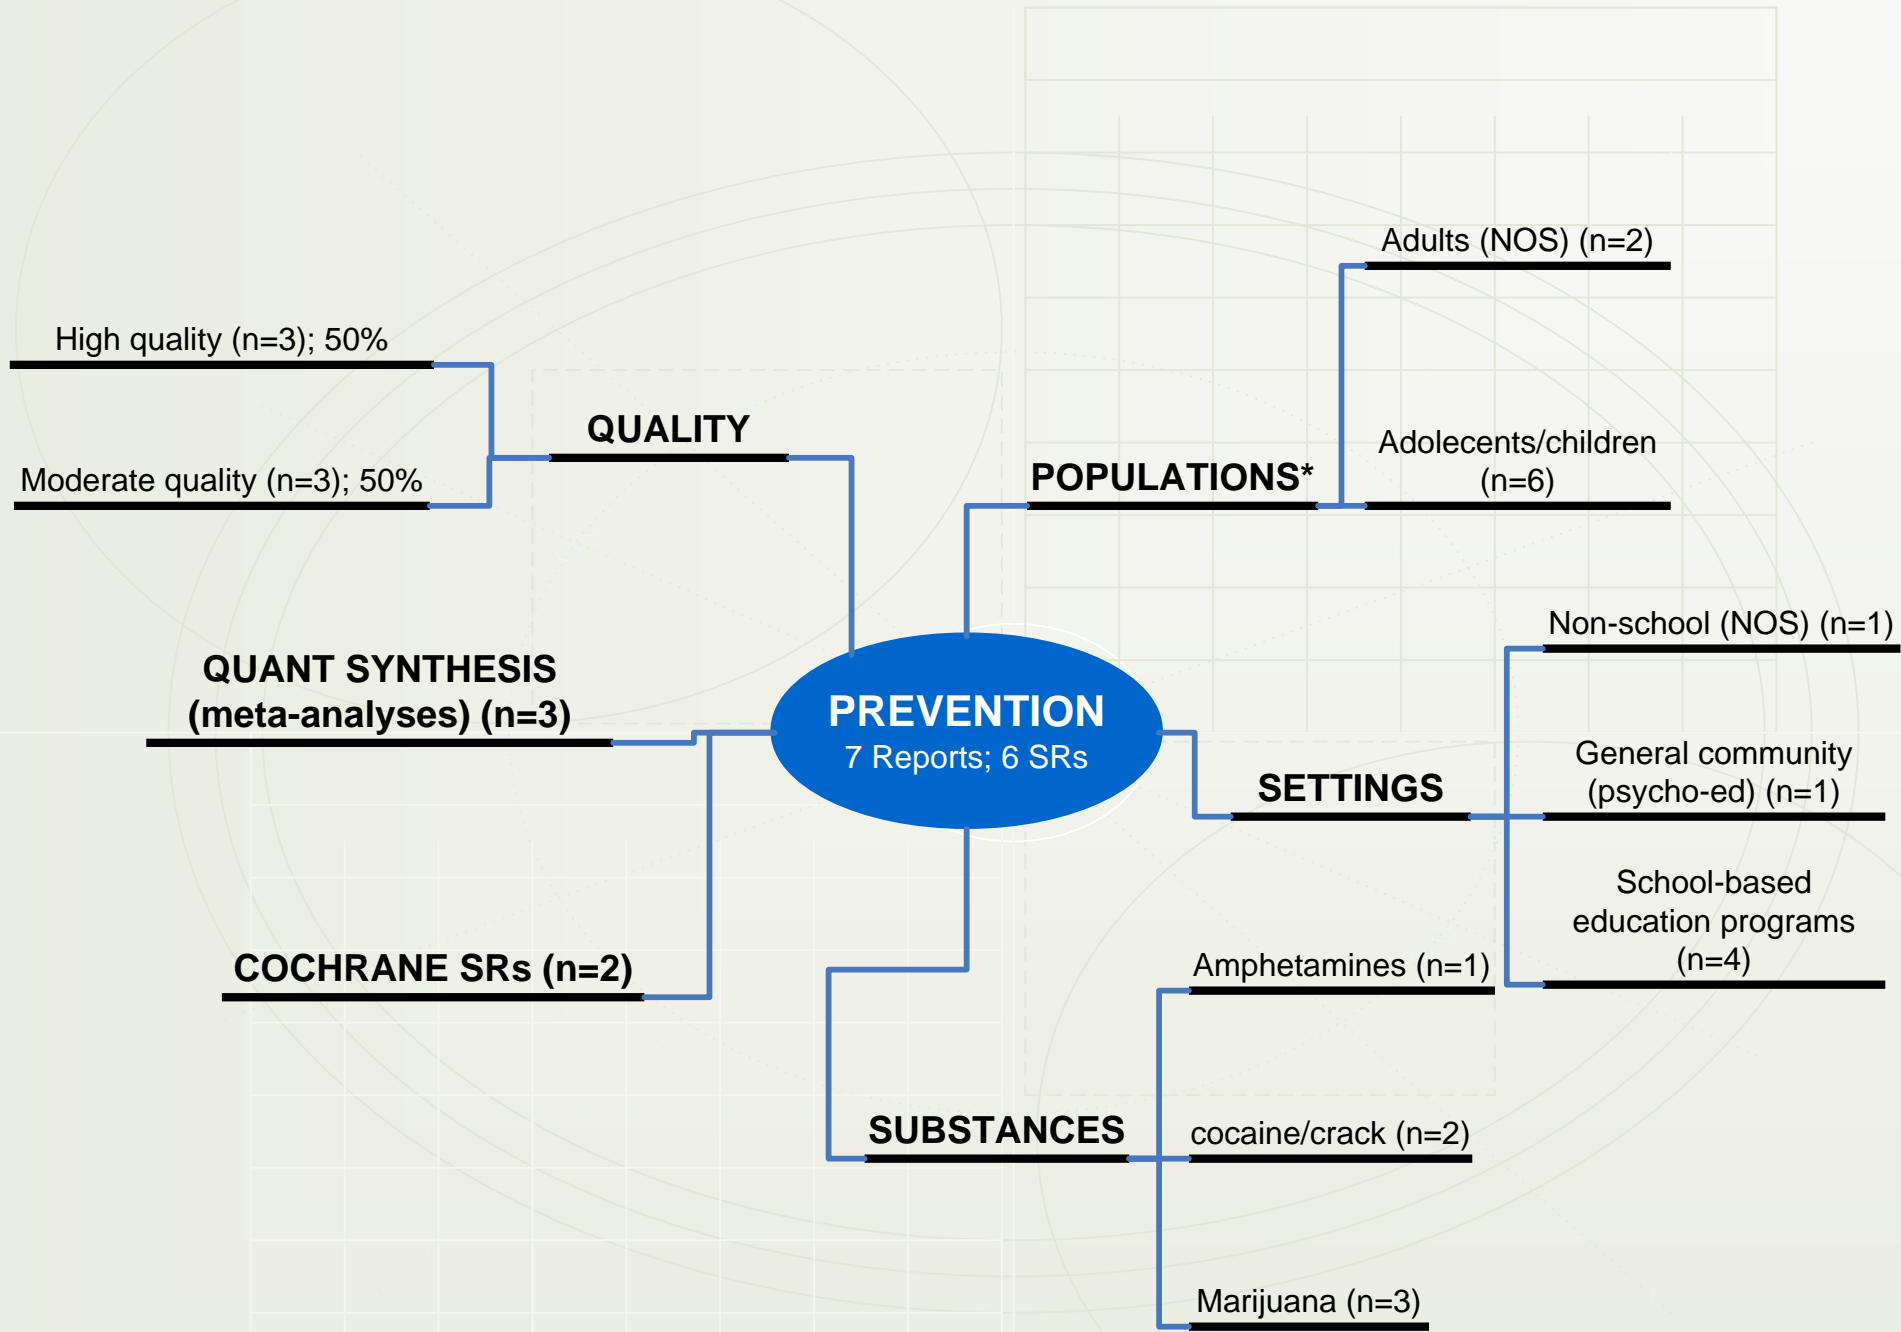 Adults (NOS) (n=2)
High quality (n=3); 50%
QUALITY
Moderate quality (n=3); 50%
Adolecents/children
(n=6)
POPULATIONS*
QUANT SYNTHESIS
(meta-analyses) (n=3)
PREVENTION
7 Reports; 6 SRs
Non-school (NOS) (n=1)
General community
(psycho-ed) (n=1)
SETTINGS
School-based
education programs
(n=4)
COCHRANE SRs (n=2)
Amphetamines (n=1)
SUBSTANCES
cocaine/crack (n=2)
Marijuana (n=3)